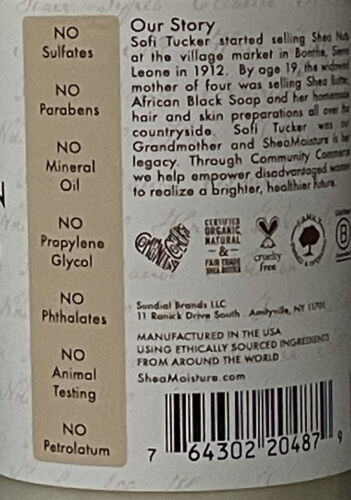 NO
Sulfates
NO
Parabens
NO
Mineral
Oil
NO
Propylene
Glycol
NO
Phthalates
NO
Animal
Testing
NO
Petrolatum
Our Story
Sofi Tucker started selling Shea Nuts
at the village market in Bonthe, Sierra
Leone in 1912. By age 19, the widowed
mother of four was selling Shea Butter,
African Black Soap and her homemade
hair and skin preparations all over the
countryside. Sofi Tucker was our
Grandmother and SheaMoisture is her
legacy. Through Community Commerce
we help empower disadvantaged women
to realize a brighter, healthier future.
COMMUNITY
COMMERCE
CERTIFIED
ORGANIC
NATURAL
&
FAIR TRADE
SHEA BUTTER
cruelty
free
FAMILY
B
Sundial Brands LLC
11 Ranick Drive South . Amityville, NY 11701
MANUFACTURED IN THE USA
USING ETHICALLY SOURCED INGREDIENTS
FROM AROUND THE WORLD
SheaMoisture.com
7 64302 20487 9